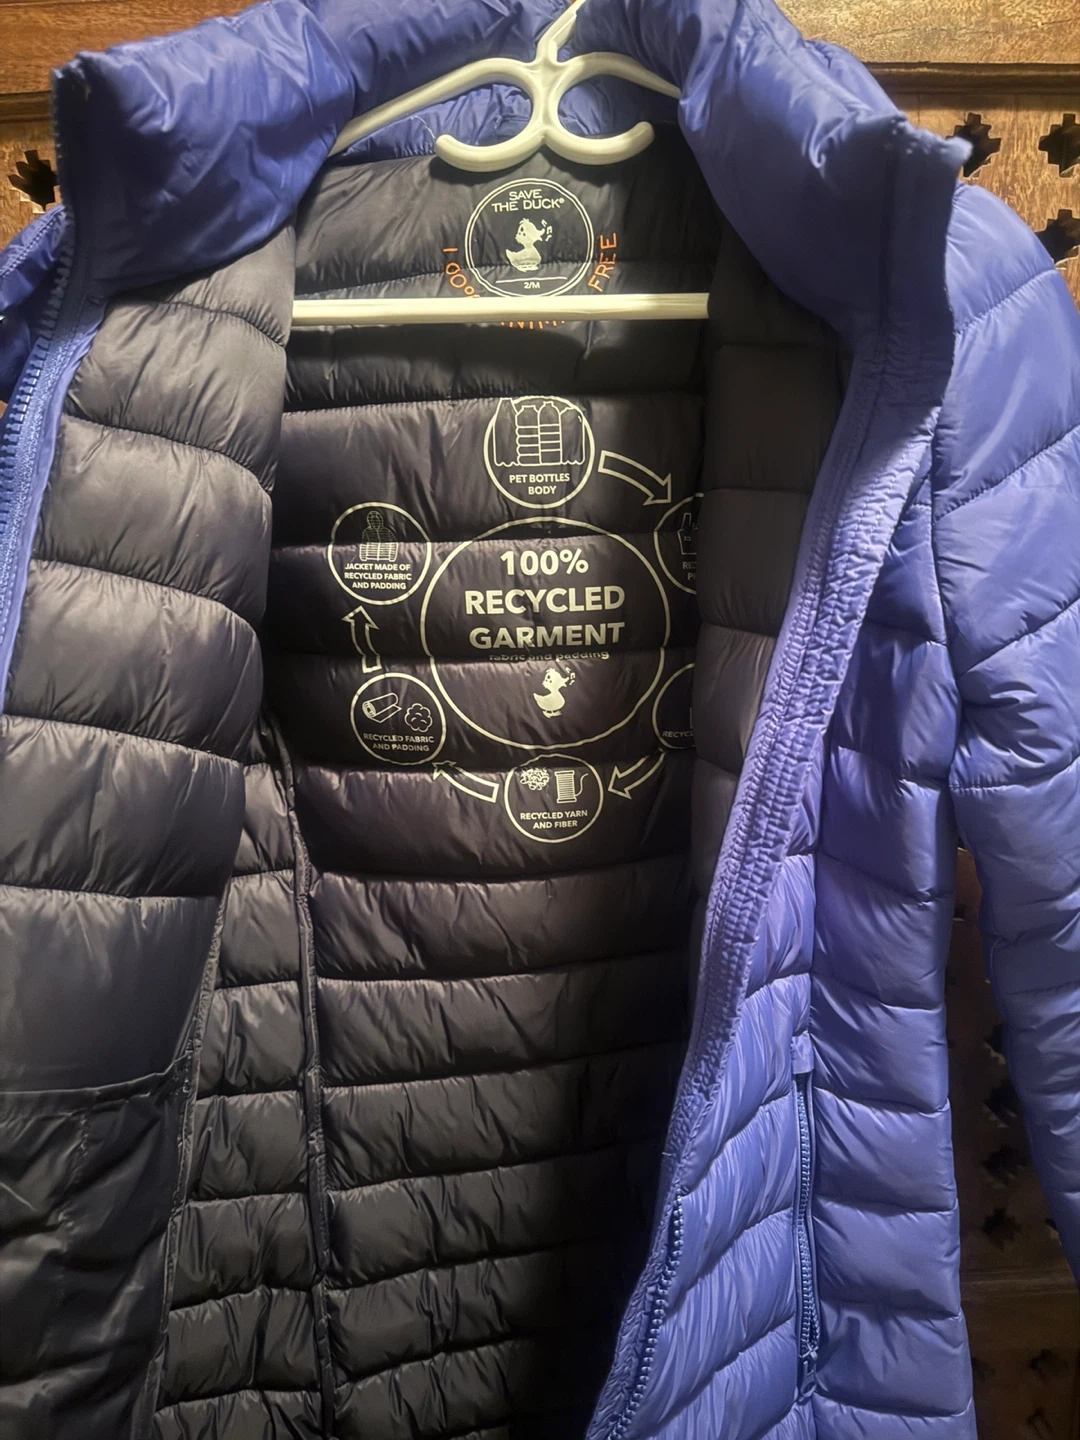 SAVE
THE DUCK®
2/M
FREE
PET BOTTLES
BODY
JACKET MADE OF
RECYCLED FABRIC
AND PADDING
100%
RECYCLED
GARMENT
fabric and padding
RECYCLED FABRIC
AND PADDING
RECYCLED YARN
AND FIBER